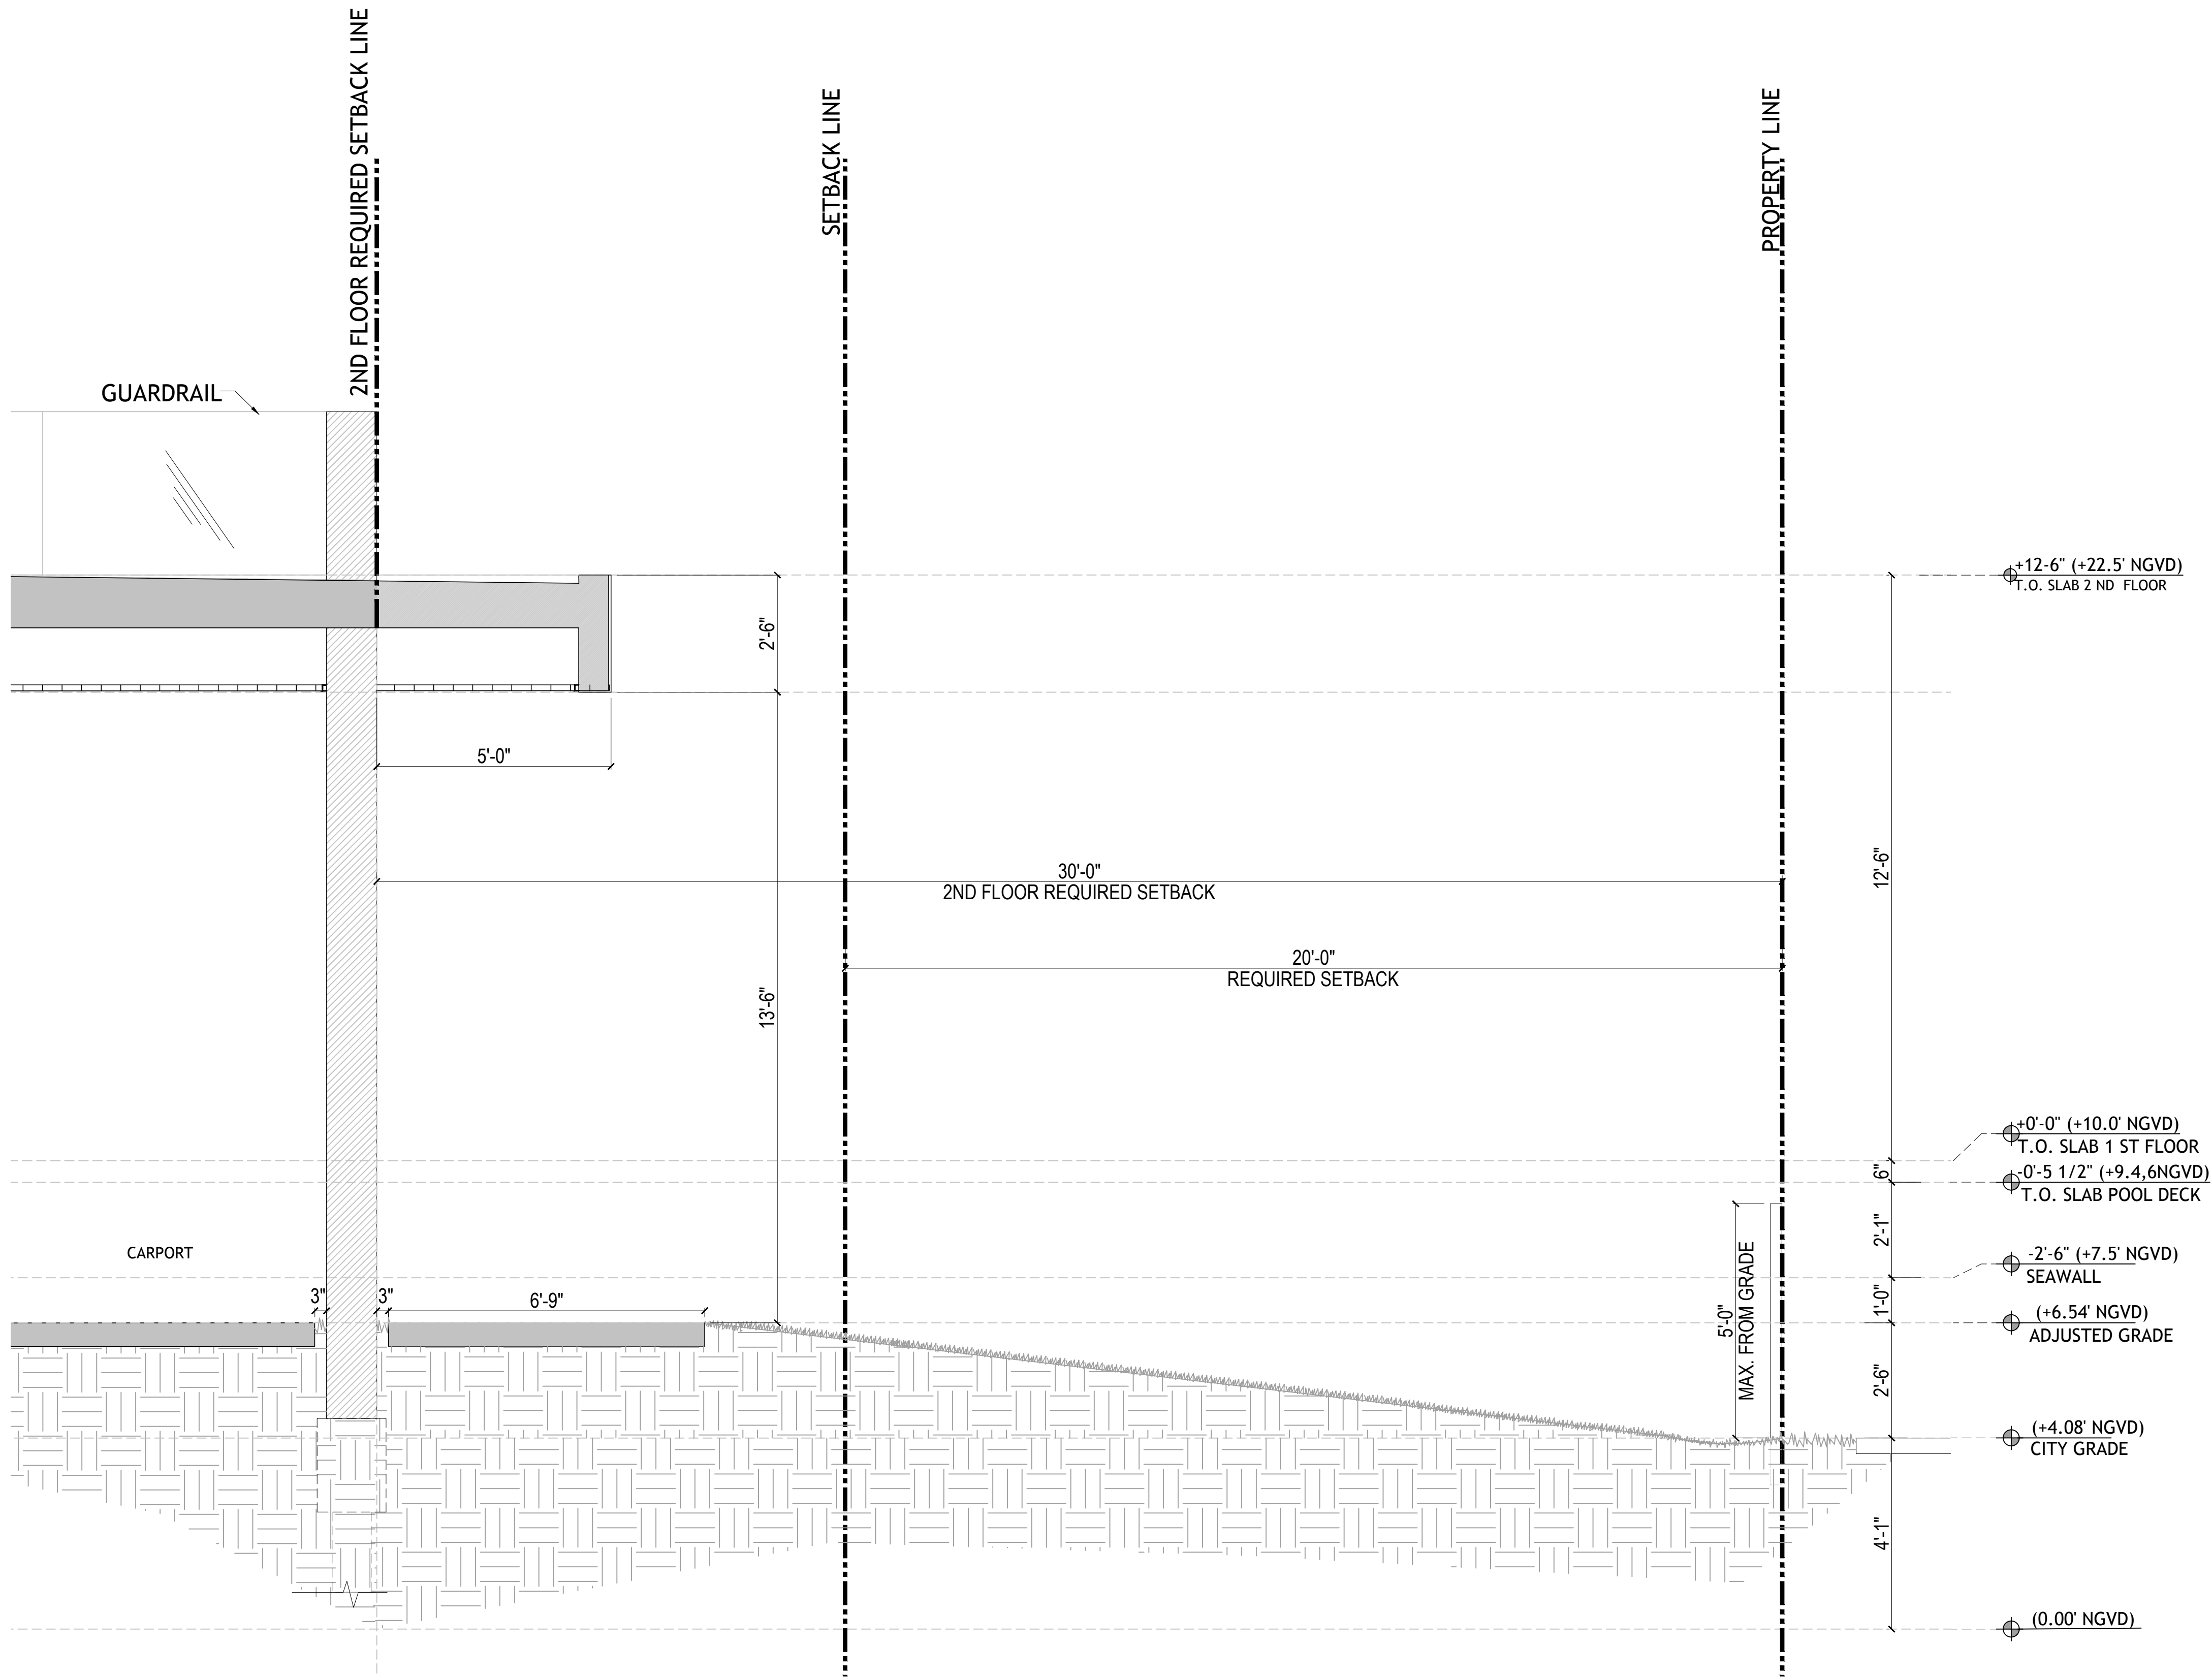 2ND FLOOR REQUIRED SETBACK LINE
SETBACK LINE
PROPERTY LINE
GUARDRAIL
+12-6" (+22.5' NGVD)
T.O. SLAB 2 ND FLOOR
2'-6"
5'-0"
30'-0"
2ND FLOOR REQUIRED SETBACK
12'-6"
20'-0"
REQUIRED SETBACK
13'-6"
+0'-0" (+10.0' NGVD)
T.O. SLAB 1 ST FLOOR
6"
-0'-5 1/2" (+9.4,6NGVD)
T.O. SLAB POOL DECK
2'-1"
CARPORT
-2'-6" (+7.5' NGVD)
SEAWALL
3"
3"
6'-9"
1'-0"
(+6.54' NGVD)
ADJUSTED GRADE
5'-0"
MAX. FROM GRADE
2'-6"
(+4.08' NGVD)
CITY GRADE
4'-1"
(0.00' NGVD)